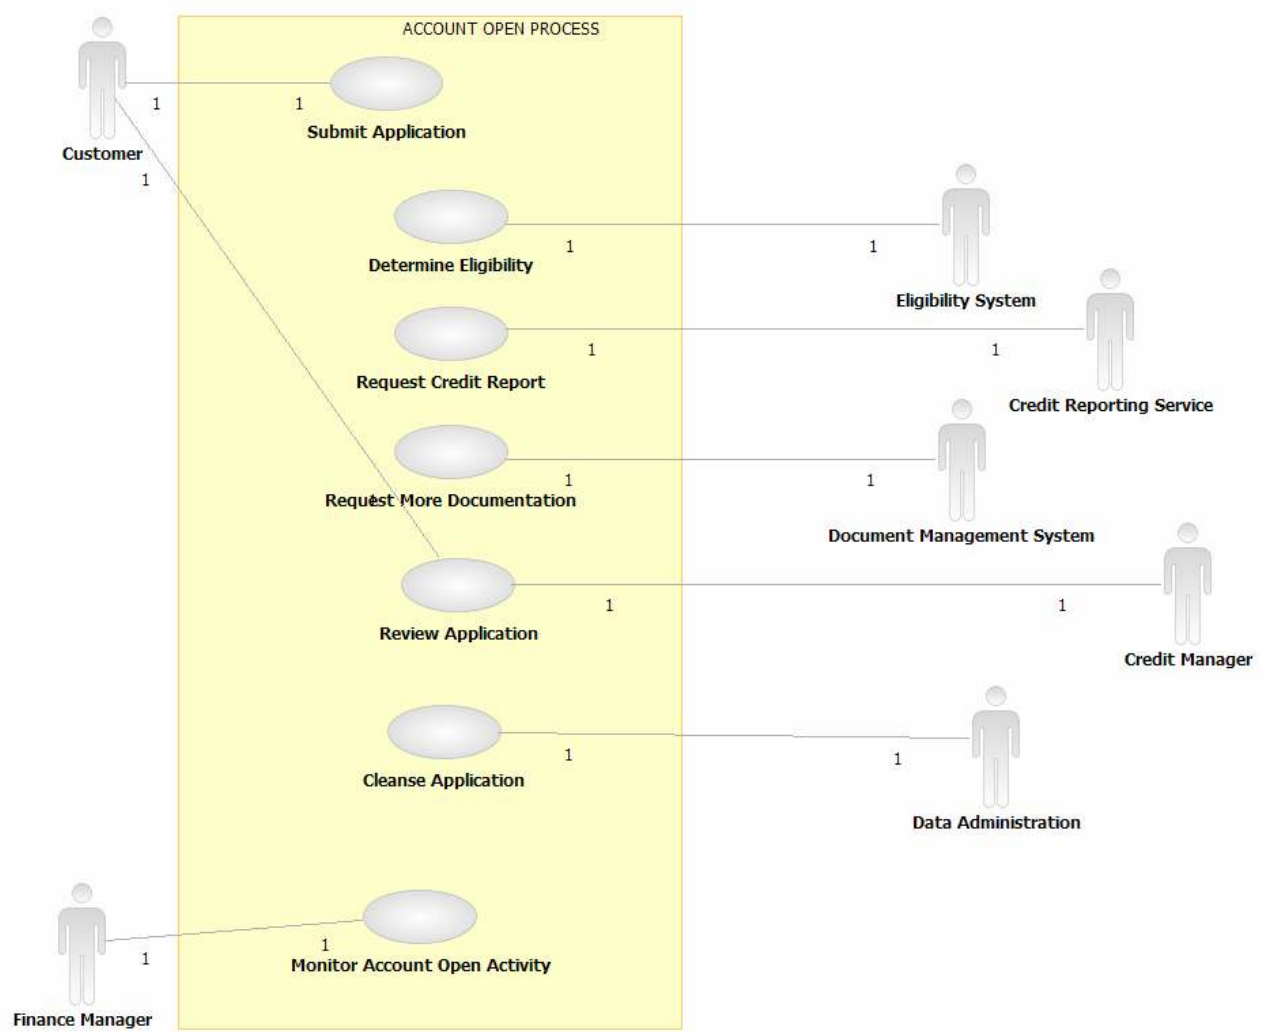 ACCOUNT OPEN PROCESS
1 1
Submit Application
Customer
1
1 1
Determine Eligibility
Eligibility System
1 1
Request Credit Report
Credit Reporting Service
1 1
1
Request More Documentation
Document Management System
1 1
Review Application
Credit Manager
1 1
Cleanse Application
Data Administration
1 1
Monitor Account Open Activity
Finance Manager